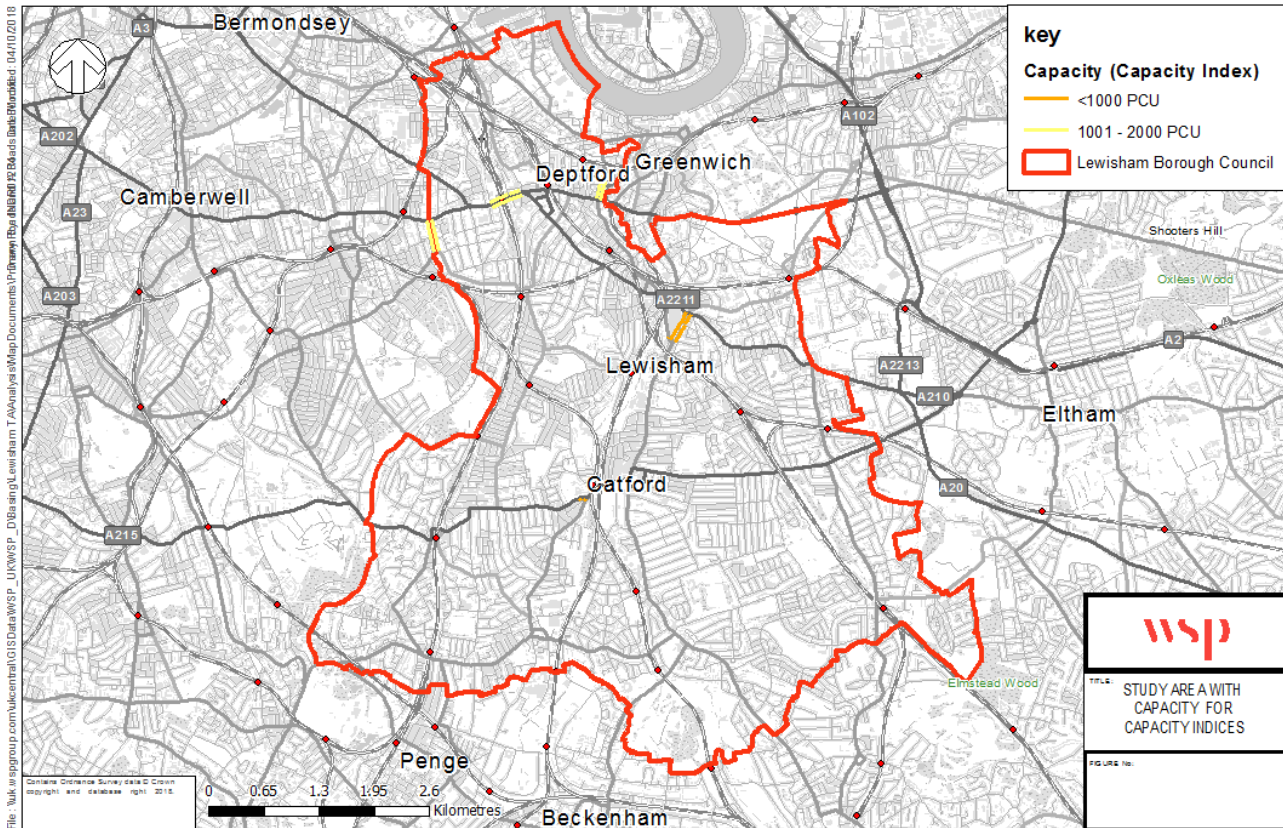 Bermondsey
A3
A202
A102
Deptford
Greenwich
Camberwell
A23
Shooters Hill
Oxleas Wood
A203
A2211
A2
Lewisham
A2213
A210
Eltham
Catford
A20
A215
Elmstead Wood
Penge
Beckenham
key
Capacity (Capacity Index)
<1000 PCU
1001 - 2000 PCU
Lewisham Borough Council
wsp
TITLE:
STUDY AREA WITH
CAPACITY FOR
CAPACITY INDICES
FIGURE No:
Contains Ordnance Survey data © Crown
copyright and database right 2018.
0 0.65 1.3 1.95 2.6
Kilometres